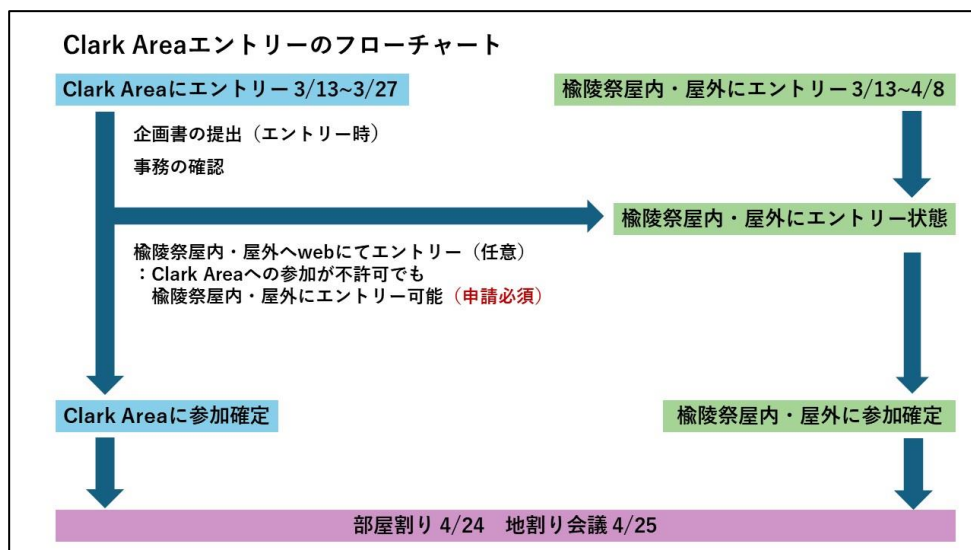 Clark Areaエントリーのフローチャート
Clark Areaにエントリー 3/13~3/27
楡陵祭屋内・屋外にエントリー 3/13~4/8
企画書の提出（エントリー時）
事務の確認
楡陵祭屋内・屋外にエントリー状態
楡陵祭屋内・屋外へwebにてエントリー（任意）
：Clark Areaへの参加が不許可でも
楡陵祭屋内・屋外にエントリー可能（申請必須）
Clark Areaに参加確定
楡陵祭屋内・屋外に参加確定
部屋割り 4/24　地割り会議 4/25